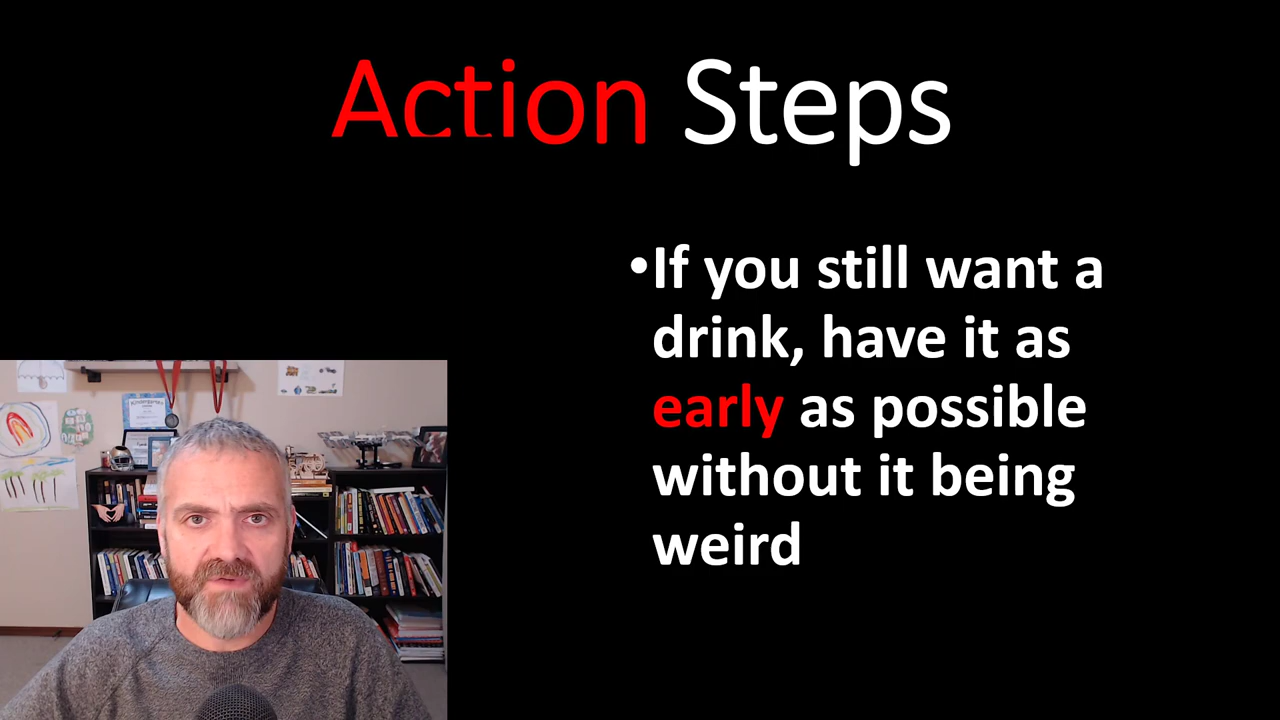 Action Steps
•If you still want a
drink, have it as
early as possible
without it being
weird